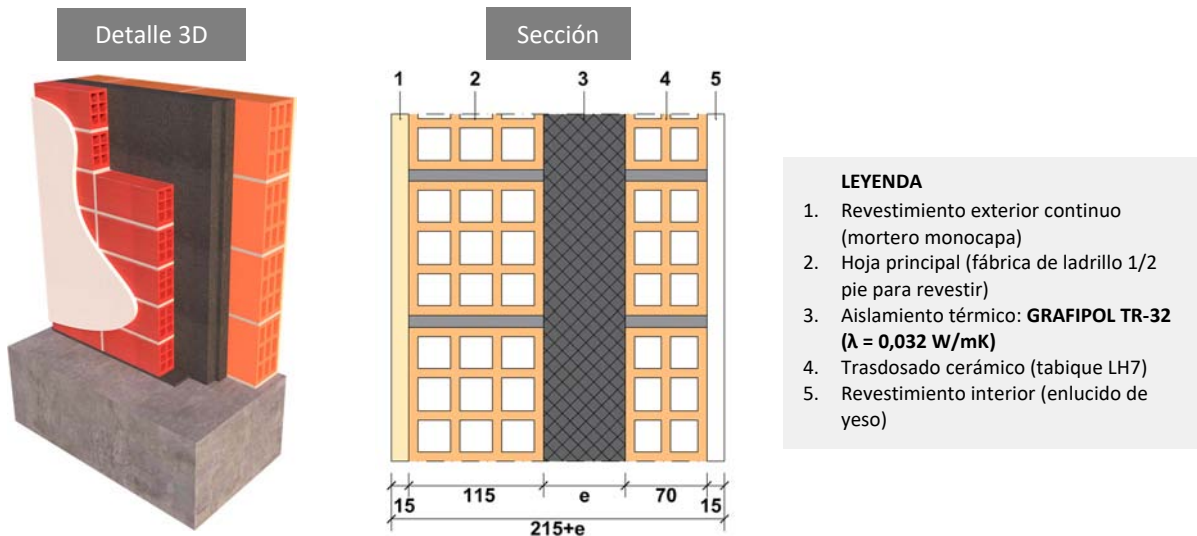 Detalle 3D
Sección
1 2 3 4 5
115 e 70
15 15
215+e
LEYENDA
1. Revestimiento exterior continuo
(mortero monocapa)
2. Hoja principal (fábrica de ladrillo 1/2
pie para revestir)
3. Aislamiento térmico: GRAFIPOL TR-32
(λ = 0,032 W/mK)
4. Trasdosado cerámico (tabique LH7)
5. Revestimiento interior (enlucido de
yeso)